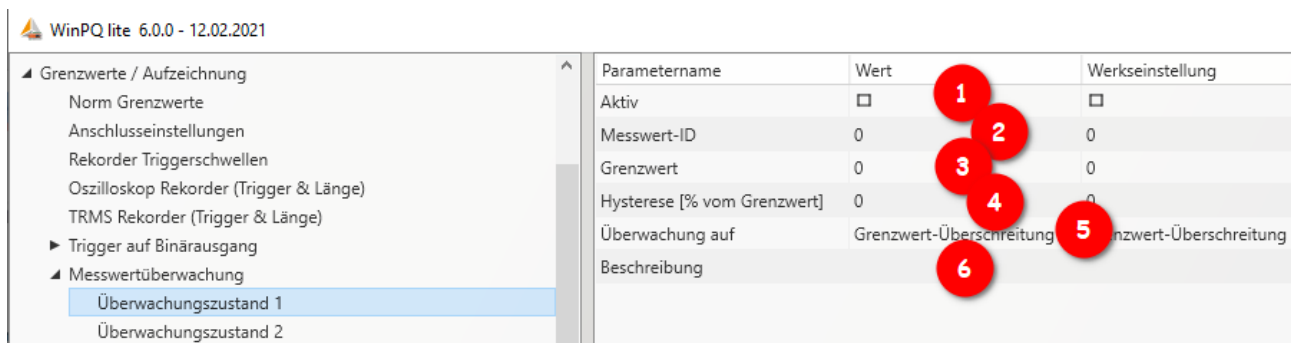 WinPQ lite 6.0.0 - 12.02.2021
Grenzwerte / Aufzeichnung
Norm Grenzwerte
Anschlusseinstellungen
Rekorder Triggerschwellen
Oszilloskop Rekorder (Trigger & Länge)
TRMS Rekorder (Trigger & Länge)
Trigger auf Binärausgang
Messwertüberwachung
Überwachungszustand 1
Überwachungszustand 2
Parametername Wert Werkseinstellung
Aktiv 1
Messwert-ID 0 2 0
Grenzwert 0 3 0
Hysterese [% vom Grenzwert] 0 4 0
Überwachung auf Grenzwert-Überschreitung 5 nzwert-Überschreitung
Beschreibung 6